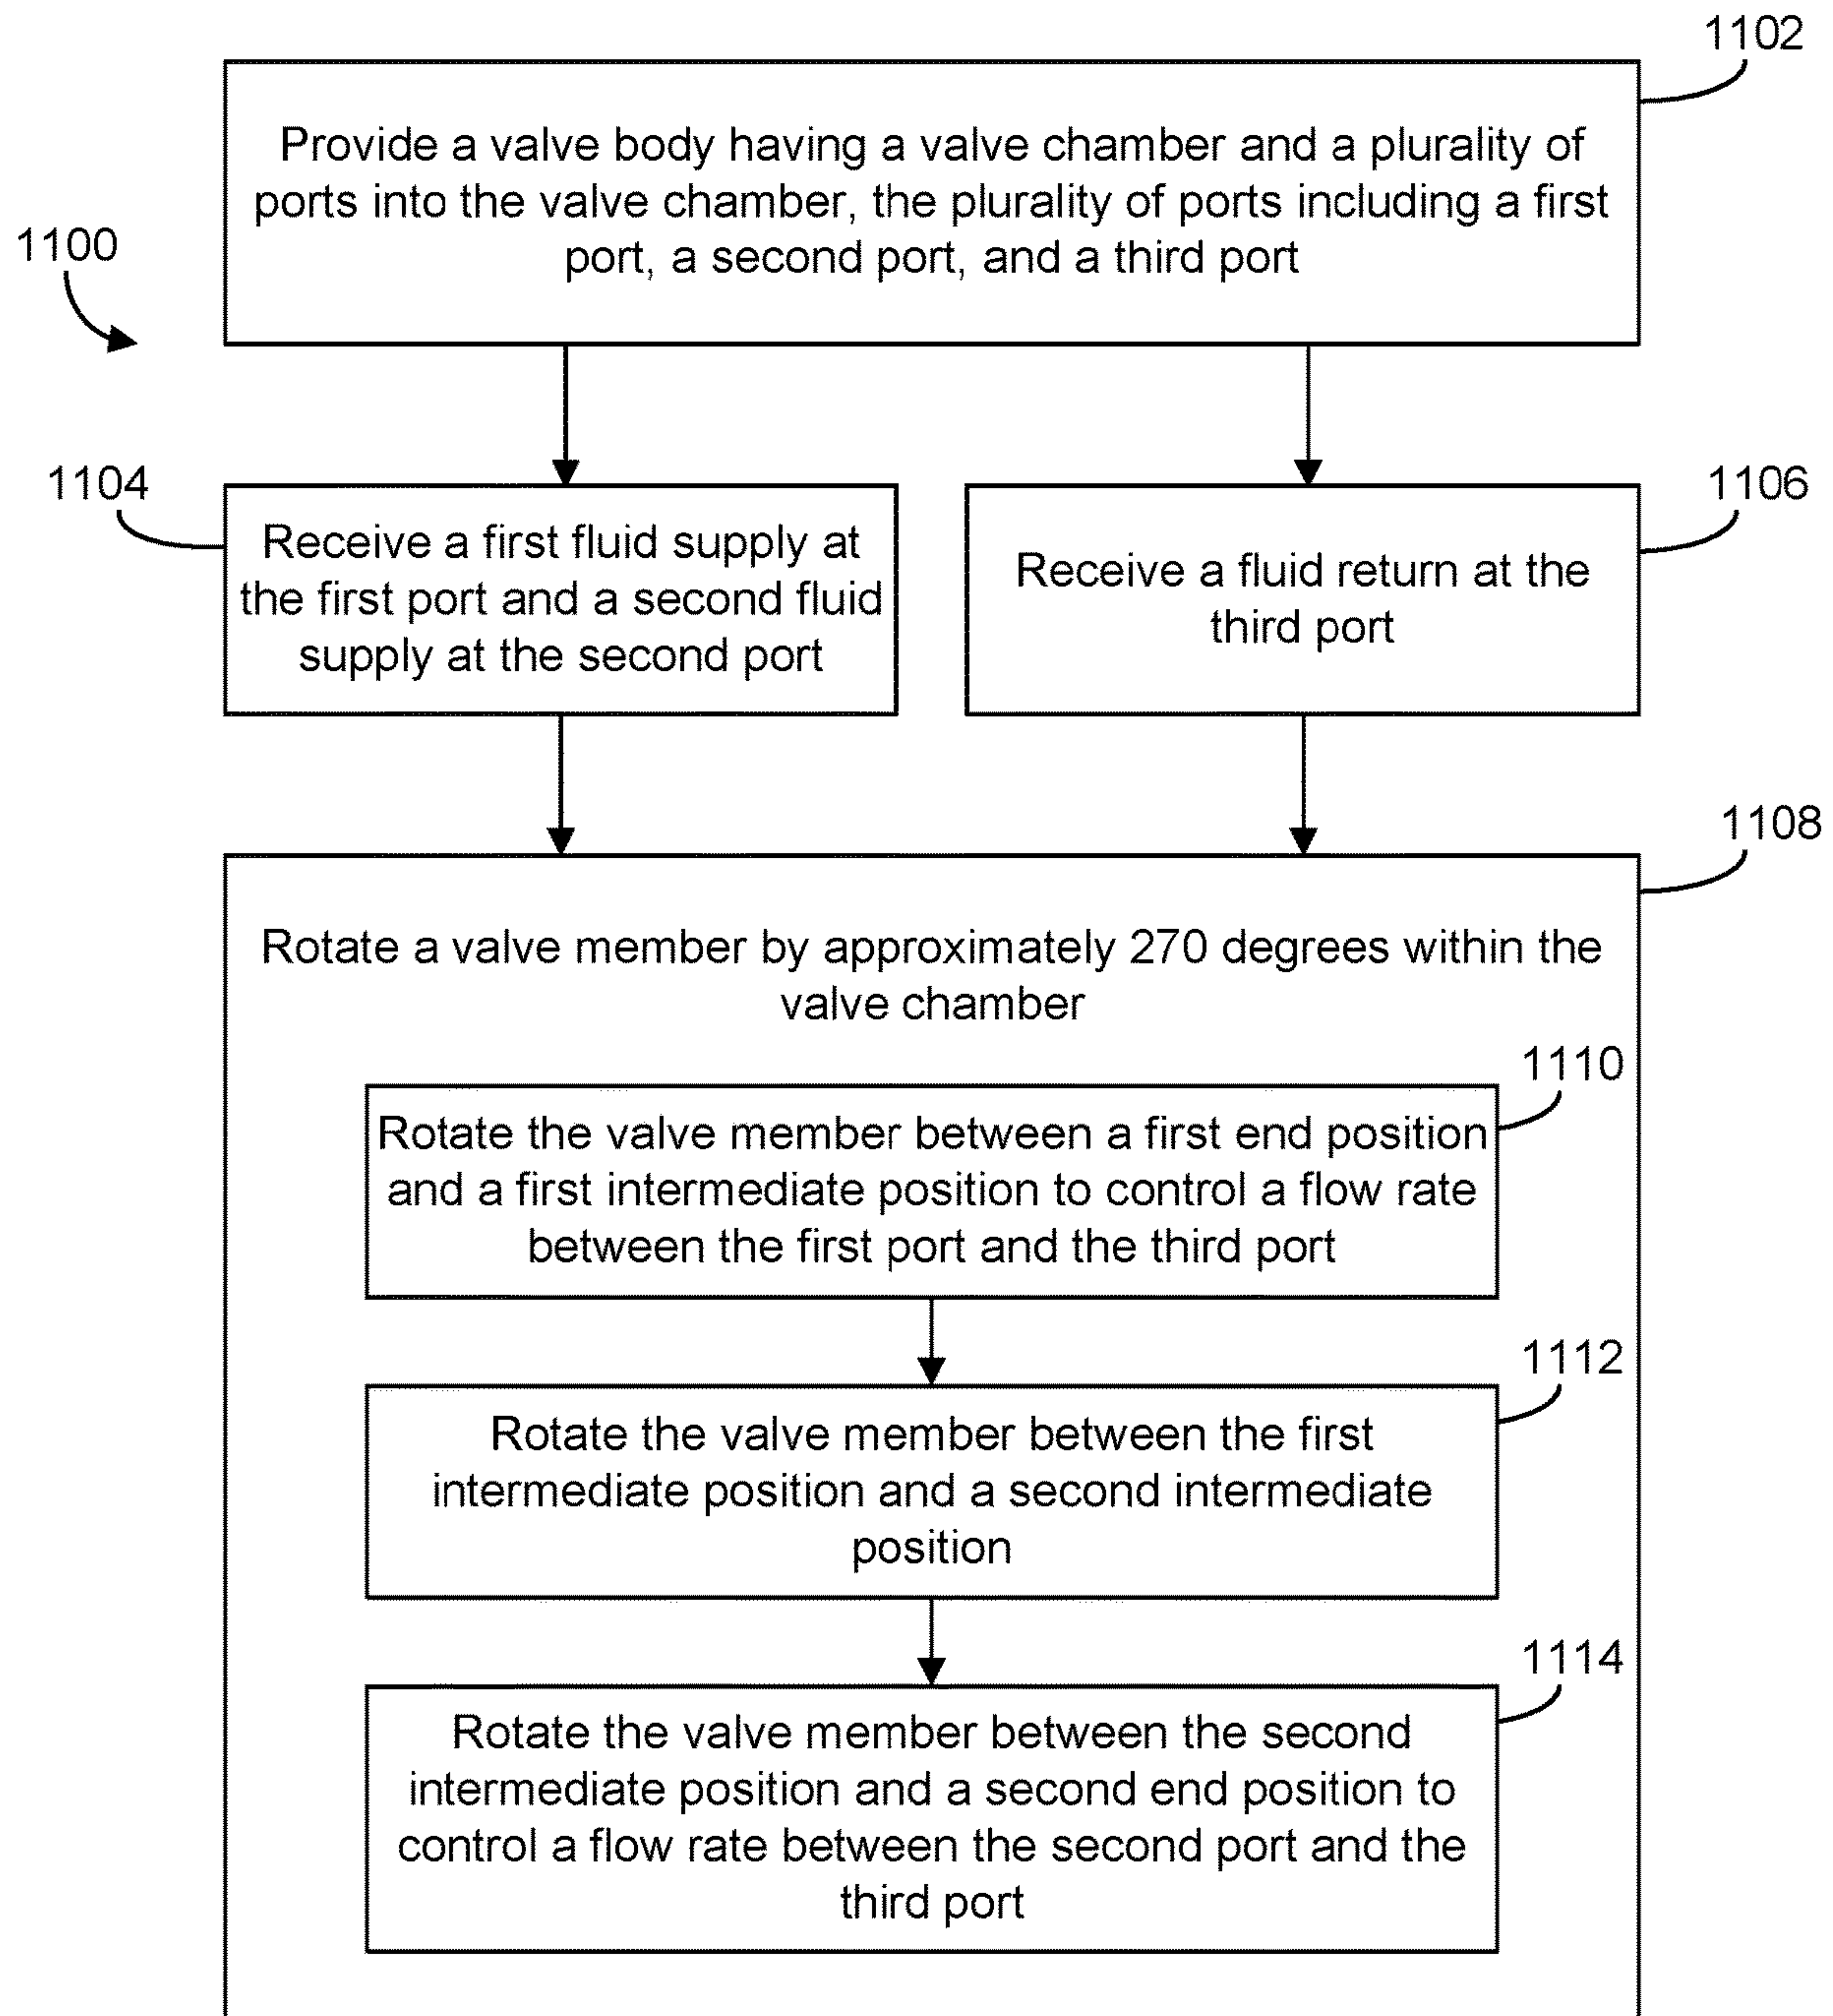 1102
Provide a valve body having a valve chamber and a plurality of
ports into the valve chamber, the plurality of ports including a first
port, a second port, and a third port
1100
1104
Receive a first fluid supply at
the first port and a second fluid
supply at the second port
1106
Receive a fluid return at the
third port
1108
Rotate a valve member by approximately 270 degrees within the
valve chamber
1110
Rotate the valve member between a first end position
and a first intermediate position to control a flow rate
between the first port and the third port
1112
Rotate the valve member between the first
intermediate position and a second intermediate
position
1114
Rotate the valve member between the second
intermediate position and a second end position to
control a flow rate between the second port and the
third port